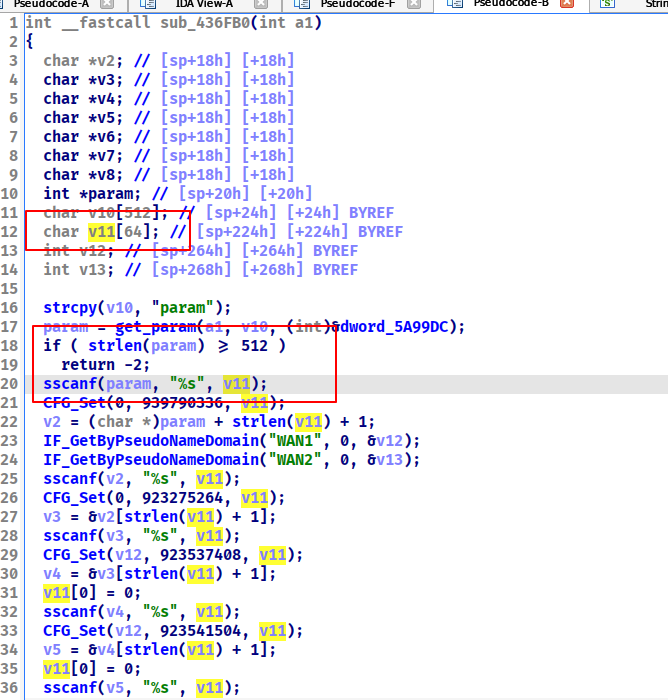 Pseudocode-A IDA View-A Pseudocode-F Pseudocode-B Strin
1 int __fastcall sub_436FB0(int a1)
2 {
3 char *v2; // [sp+18h] [+18h]
4 char *v3; // [sp+18h] [+18h]
5 char *v4; // [sp+18h] [+18h]
6 char *v5; // [sp+18h] [+18h]
7 char *v6; // [sp+18h] [+18h]
8 char *v7; // [sp+18h] [+18h]
9 char *v8; // [sp+18h] [+18h]
10 int *param; // [sp+20h] [+20h]
11 char v10[512]; // [sp+24h] [+24h] BYREF
12 char v11[64]; // [sp+224h] [+224h] BYREF
13 int v12; // [sp+264h] [+264h] BYREF
14 int v13; // [sp+268h] [+268h] BYREF
15
16 strcpy(v10, "param");
17 param = get_param(a1, v10, (int)&dword_5A99DC);
18 if ( strlen(param) >= 512 )
19 return -2;
20 sscanf(param, "%s", v11);
21 CFG_Set(0, 939790336, v11);
22 v2 = (char *)param + strlen(v11) + 1;
23 IF_GetByPseudoNameDomain("WAN1", 0, &v12);
24 IF_GetByPseudoNameDomain("WAN2", 0, &v13);
25 sscanf(v2, "%s", v11);
26 CFG_Set(0, 923275264, v11);
27 v3 = &v2[strlen(v11) + 1];
28 sscanf(v3, "%s", v11);
29 CFG_Set(v12, 923537408, v11);
30 v4 = &v3[strlen(v11) + 1];
31 v11[0] = 0;
32 sscanf(v4, "%s", v11);
33 CFG_Set(v12, 923541504, v11);
34 v5 = &v4[strlen(v11) + 1];
35 v11[0] = 0;
36 sscanf(v5, "%s", v11);